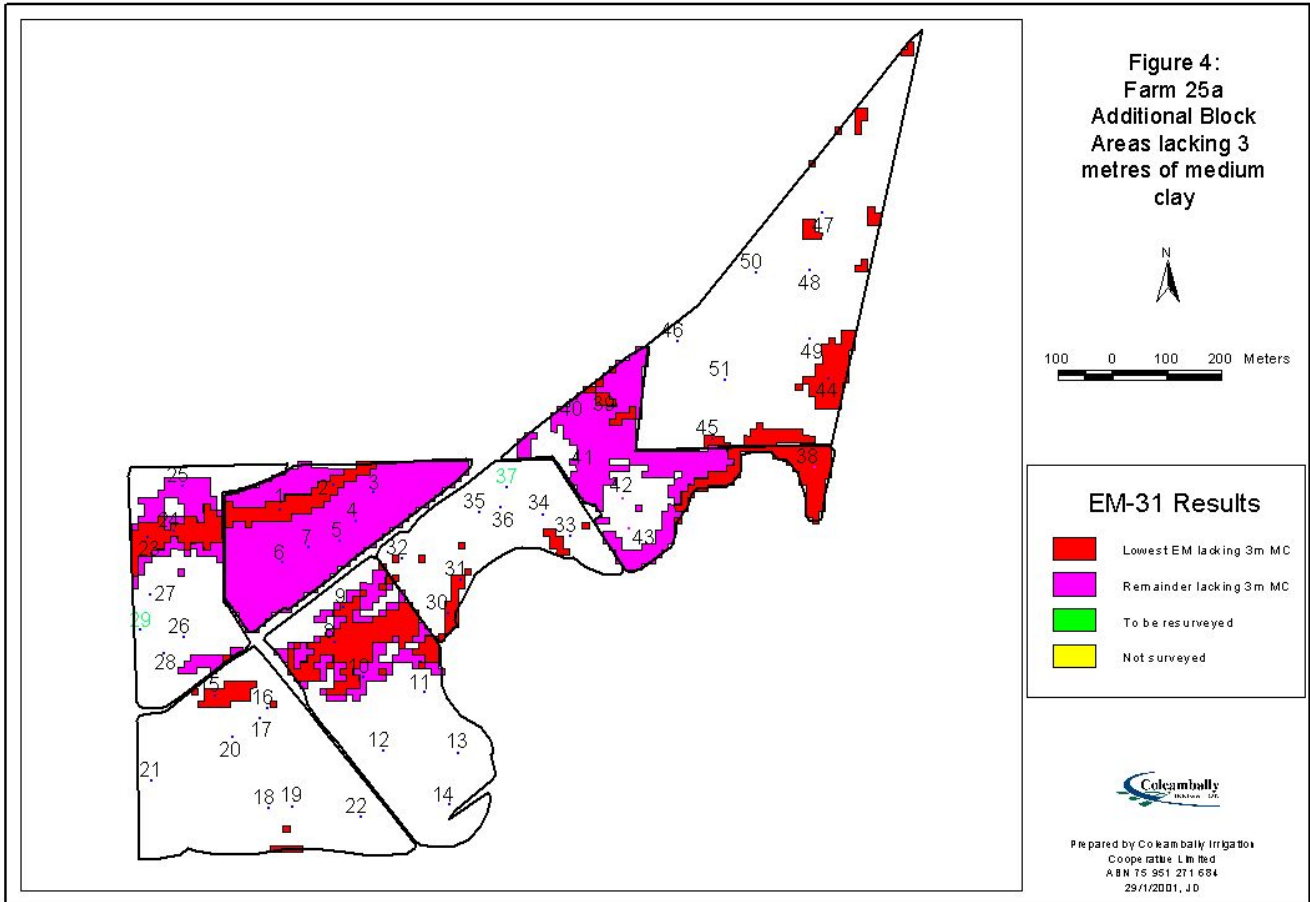 Figure 4:
Farm 25a
Additional Block
Areas lacking 3
metres of medium
clay
N
100 0 100 200 Meters
EM-31 Results
Lowest EM lacking 3m MC
Remainder lacking 3m MC
To be resurveyed
Not surveyed
Coleambally
Prepared by Coleambally Irrigation
Cooperative Limited
ABN 75 951 271 684
29/1/2001, JD
47
50
48
46
49
51
44
39
40
45
41
38
42
43
37
35
34
36
33
32
31
30
25
24
23
1
2
3
4
5
7
6
27
29
26
28
9
8
11
16
17
20
12
13
21
18
19
22
14